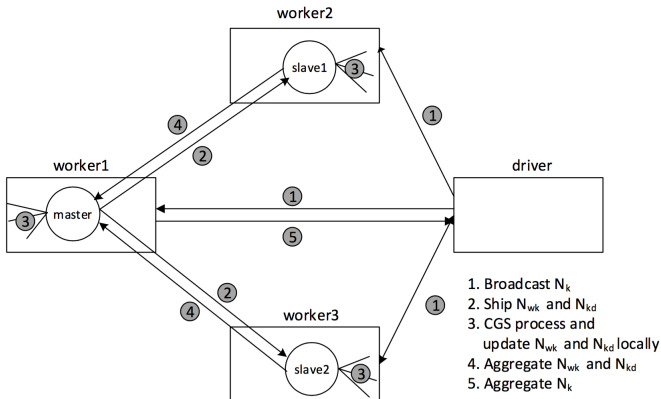 worker2
slave1
3
1
4
2
worker1
driver
master
3
1
5
2
4
1
worker3
slave2
3
1. Broadcast Nk
2. Ship Nwk and Nkd
3. CGS process and
update Nwk and Nkd locally
4. Aggregate Nwk and Nkd
5. Aggregate Nk